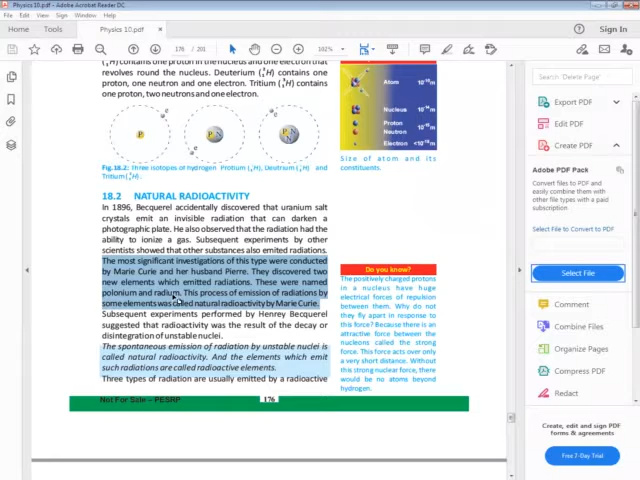 Physics 10.pdf - Adobe Acrobat Reader DC
File Edit View Sign Window Help
Home Tools Physics 10.pdf × Sign In
176 / 201 102%
( H) contains one proton in the nucleus and one electron that
revolves round the nucleus. Deuterium ( H) contains one
proton, one neutron and one electron. Tritium ( H) contains
one proton, two neutrons and one electron.
e
P
P N
e
e
P N
Fig.18.2: Three isotopes of hydrogen Protium ( H), Deutrium ( H) and
Tritium ( H).
18.2 NATURAL RADIOACTIVITY
In 1896, Becquerel accidentally discovered that uranium salt
crystals emit an invisible radiation that can darken a
photographic plate. He also observed that the radiation had the
ability to ionize a gas. Subsequent experiments by other
scientists showed that other substances also emitted radiations.
The most significant investigations of this type were conducted
by Marie Curie and her husband Pierre. They discovered two
new elements which emitted radiations. These were named
polonium and radium. This process of emission of radiations by
some elements was called natural radioactivity by Marie Curie.
Subsequent experiments performed by Henrey Becquerel
suggested that radioactivity was the result of the decay or
disintegration of unstable nuclei.
The spontaneous emission of radiation by unstable nuclei is
called natural radioactivity. And the elements which emit
such radiations are called radioactive elements.
Three types of radiation are usually emitted by a radioactive
Not For Sale – PESRP 176
Atom 10⁻¹⁰m
Nucleus 10⁻¹⁴m
Proton
Neutron 10⁻¹⁵m
Electron <10⁻¹⁸m
Size of atom and its
constituents.
Do you know?
The positively charged protons
in a nucleus have huge
electrical forces of repulsion
between them. Why do not
they fly apart in response to
this force? Because there is an
attractive force between the
nucleons called the strong
force. This force acts over only
a very short distance. Without
this strong nuclear force, there
would be no atoms beyond
hydrogen.
Search 'Delete Page'
Export PDF
Edit PDF
Create PDF
Adobe PDF Pack
Convert files to PDF and
easily combine them with
other file types with a paid
subscription.
Select File to Convert to PDF
Select File
Comment
Combine Files
Organize Pages
Compress PDF
Redact
Create, edit and sign PDF
forms & agreements
Free 7-Day Trial